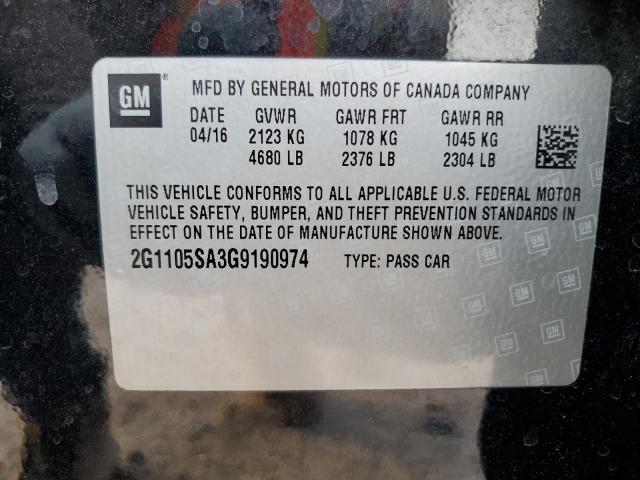 GM ® MFD BY GENERAL MOTORS OF CANADA COMPANY
DATE GVWR GAWR FRT GAWR RR
04/16 2123 KG 1078 KG 1045 KG
4680 LB 2376 LB 2304 LB
THIS VEHICLE CONFORMS TO ALL APPLICABLE U.S. FEDERAL MOTOR
VEHICLE SAFETY, BUMPER, AND THEFT PREVENTION STANDARDS IN
EFFECT ON THE DATE OF MANUFACTURE SHOWN ABOVE.
2G1105SA3G9190974 TYPE: PASS CAR